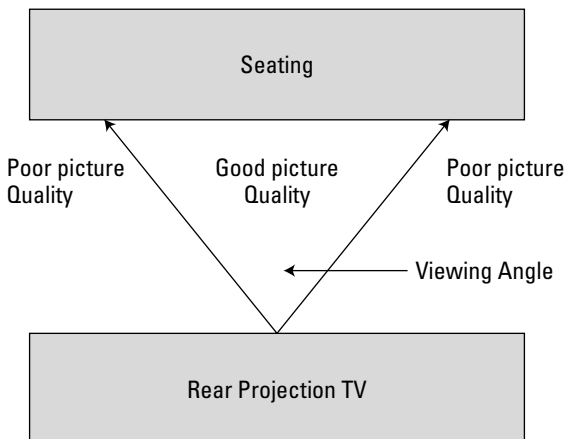 Seating
Poor picture
Quality
Good picture
Quality
Poor picture
Quality
Viewing Angle
Rear Projection TV